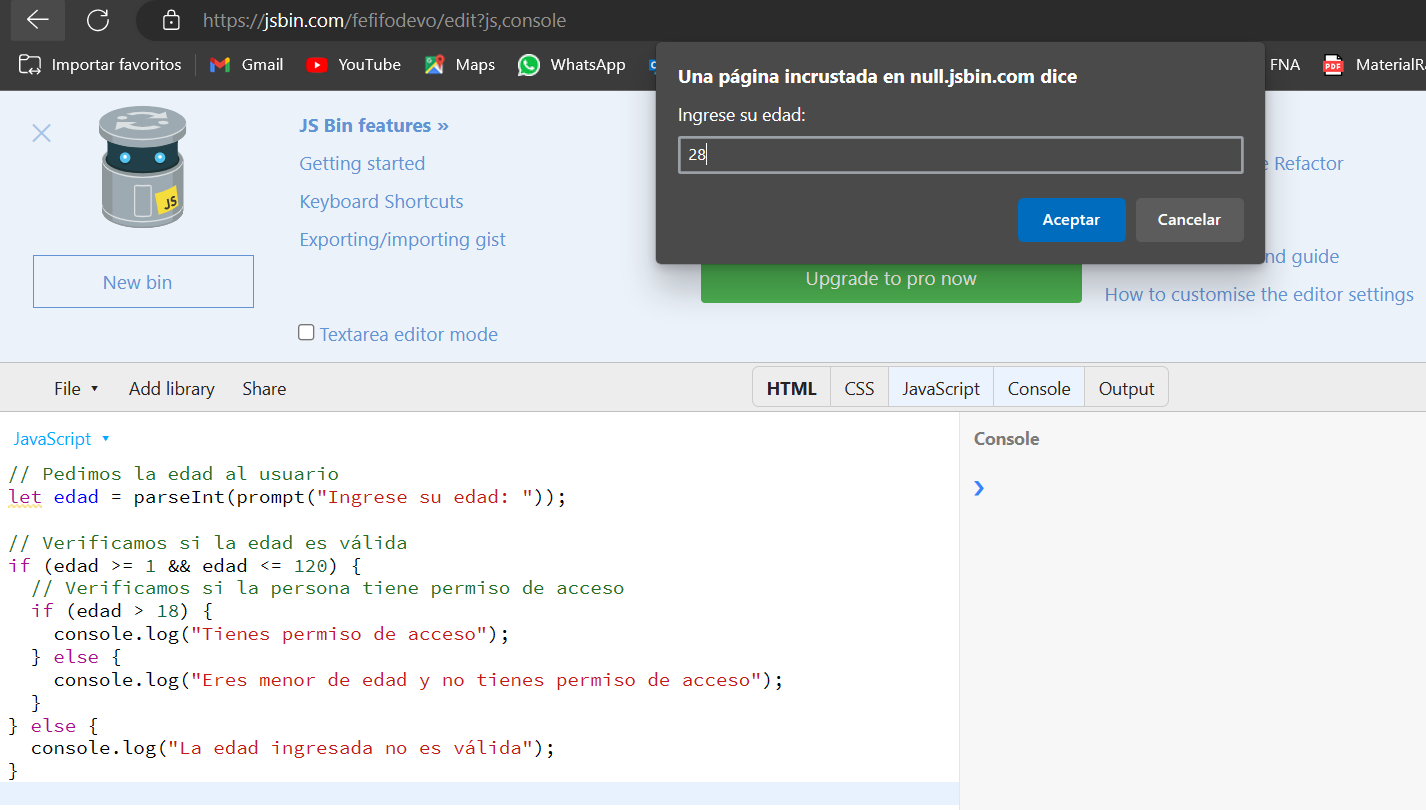 https://jsbin.com/fefifodevo/edit?js,console
Importar favoritos
Gmail
YouTube
Maps
WhatsApp
FNA
PDF
Una página incrustada en null.jsbin.com dice
Ingrese su edad:
28
Aceptar
Cancelar
JS
New bin
JS Bin features »
Getting started
Keyboard Shortcuts
Exporting/importing gist
Textarea editor mode
Upgrade to pro now
Refactor
guide
How to customise the editor settings
File
Add library
Share
HTML
CSS
JavaScript
Console
Output
JavaScript
// Pedimos la edad al usuario
let edad = parseInt(prompt("Ingrese su edad: "));
// Verificamos si la edad es válida
if (edad >= 1 && edad <= 120) {
// Verificamos si la persona tiene permiso de acceso
if (edad > 18) {
console.log("Tienes permiso de acceso");
} else {
console.log("Eres menor de edad y no tienes permiso de acceso");
}
} else {
console.log("La edad ingresada no es válida");
}
Console